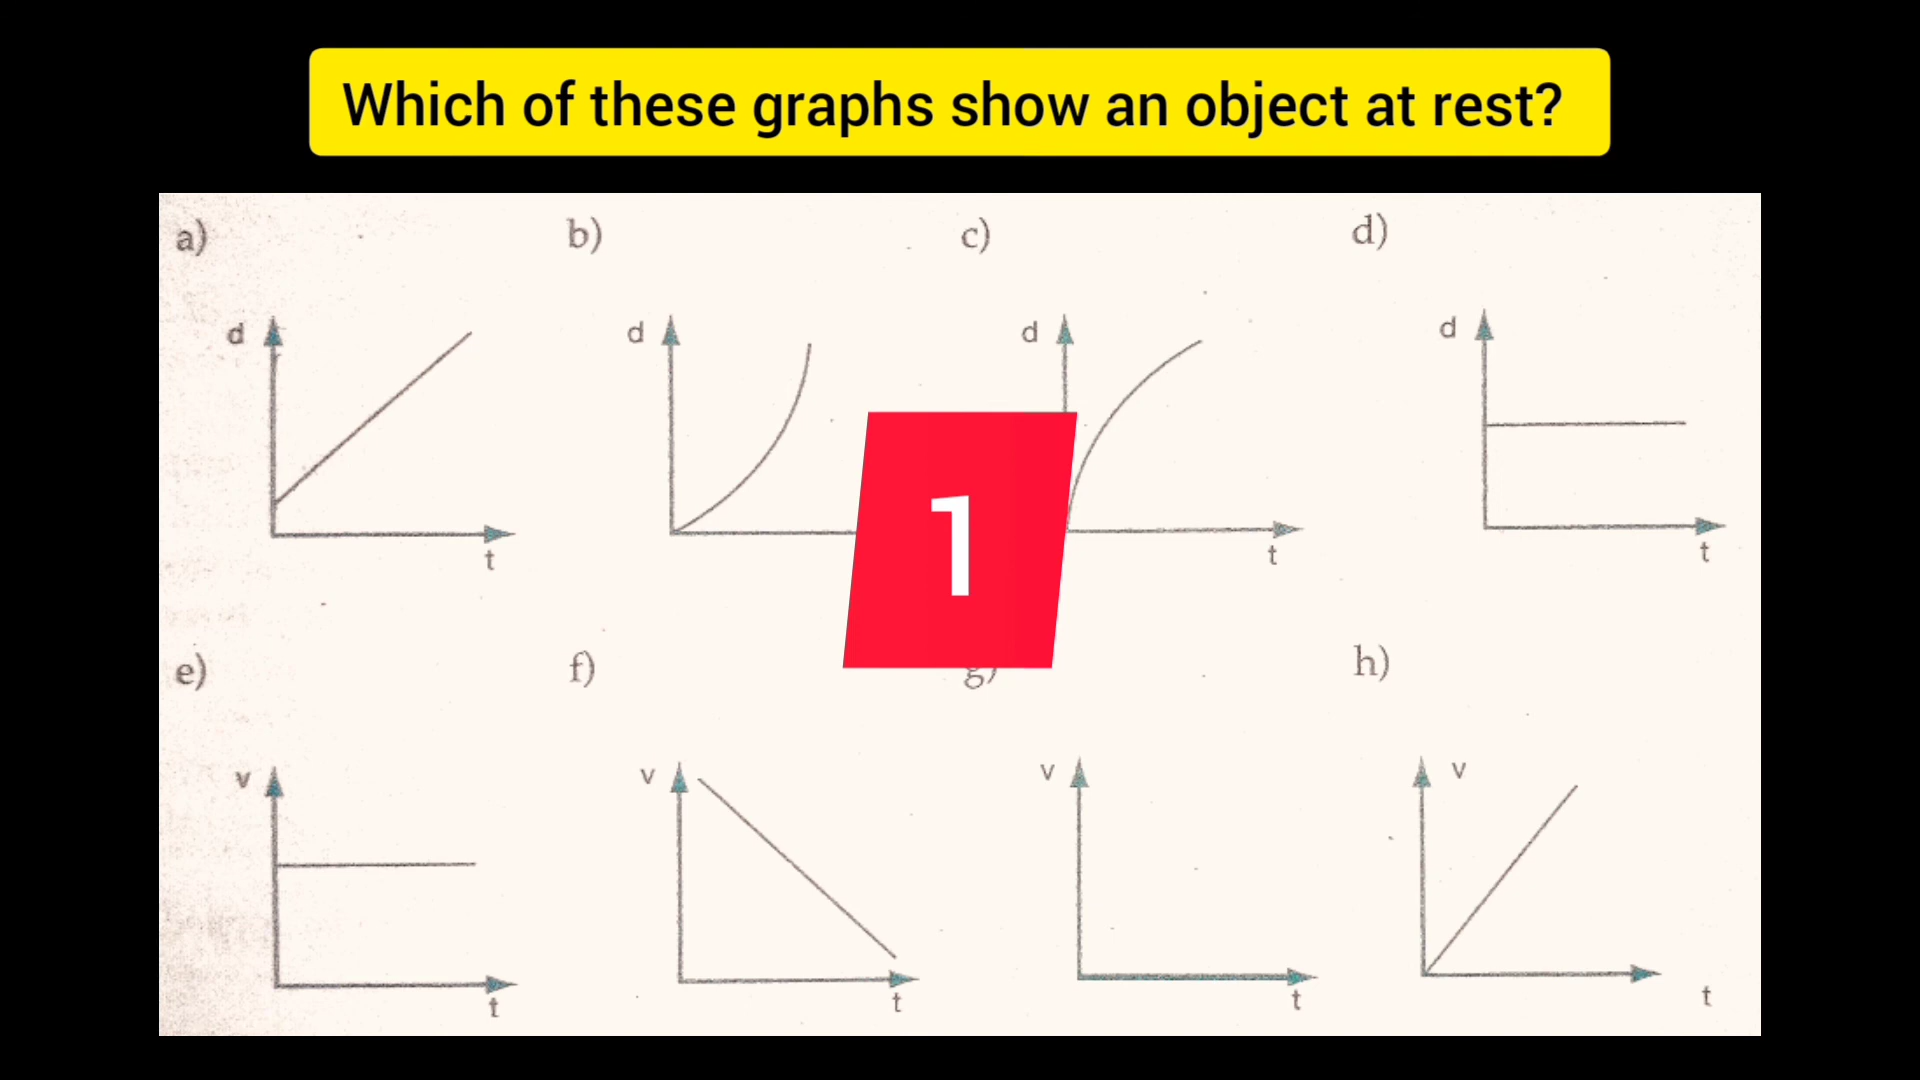 Which of these graphs show an object at rest?
a) b) c) d)
d d d d
1
t t t
e) f) g) h)
v v v v
t t t t